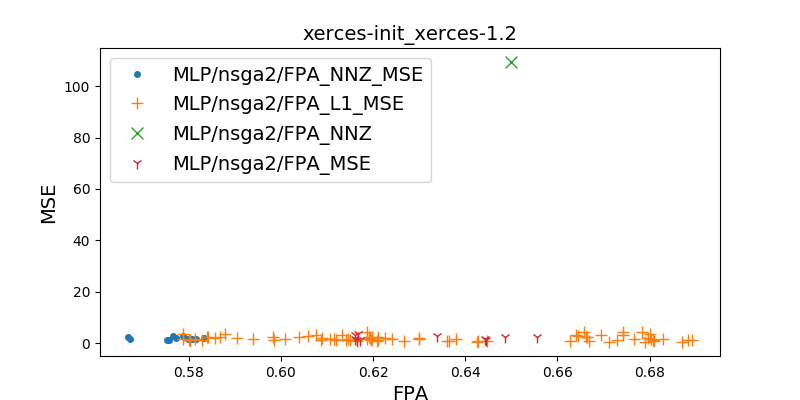 xerces-init_xerces-1.2
MLP/nsga2/FPA_NNZ_MSE
MLP/nsga2/FPA_L1_MSE
MLP/nsga2/FPA_NNZ
MLP/nsga2/FPA_MSE
MSE
100
80
60
40
20
0
0.58
0.60
0.62
0.64
0.66
0.68
FPA